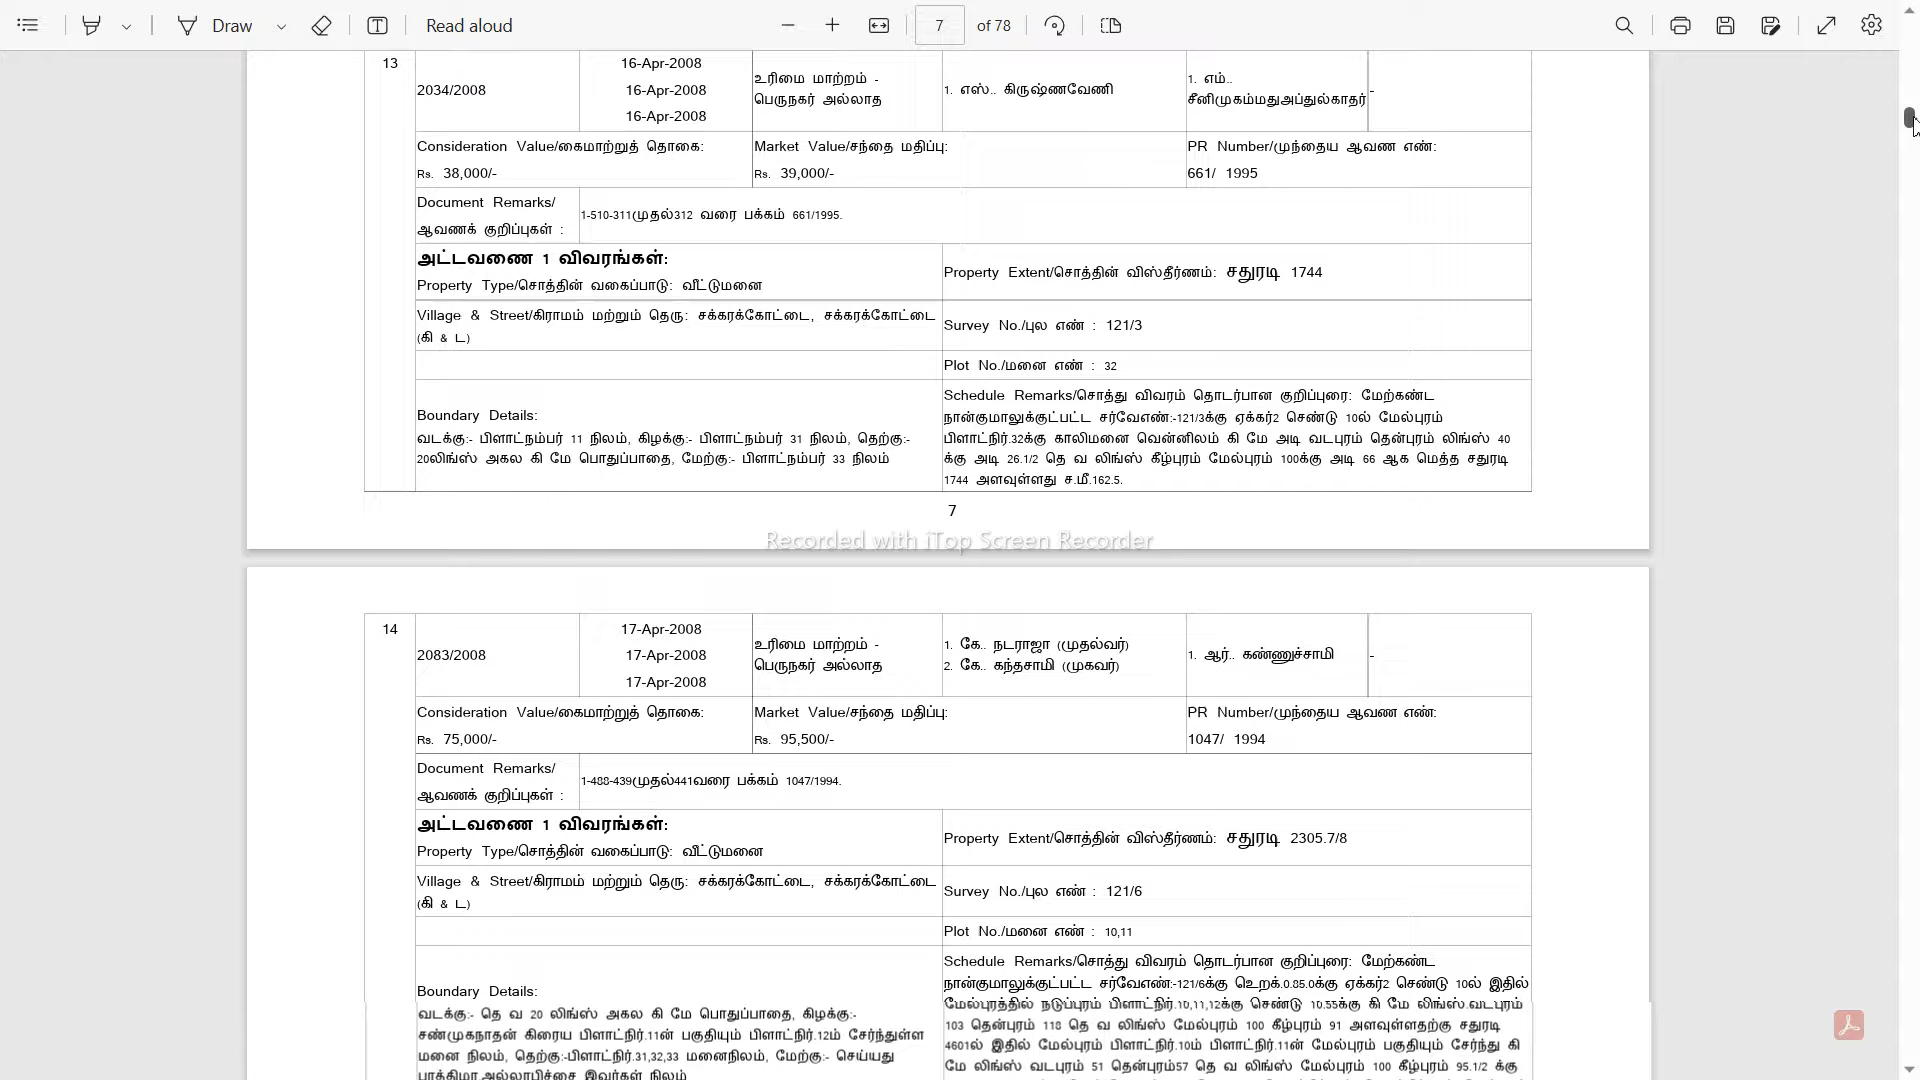 Draw
Read aloud
7 of 78
13
2034/2008
16-Apr-2008
16-Apr-2008
16-Apr-2008
உரிமை மாற்றம் -
பெருநகர் அல்லாத
1. எஸ்.. கிருஷ்ணவேணி
1. எம்..
சீனிமுகம்மதுஅப்துல்காதர்
-
Consideration Value/கைமாற்றுத் தொகை:
Rs. 38,000/-
Market Value/சந்தை மதிப்பு:
Rs. 39,000/-
PR Number/முந்தைய ஆவண எண்:
661/ 1995
Document Remarks/
ஆவணக் குறிப்புகள் :
1-510-311முதல்312 வரை பக்கம் 661/1995.
அட்டவணை 1 விவரங்கள்:
Property Type/சொத்தின் வகைப்பாடு: வீட்டுமனை
Property Extent/சொத்தின் விஸ்தீர்ணம்: சதுரடி 1744
Village & Street/கிராமம் மற்றும் தெரு: சக்கரக்கோட்டை, சக்கரக்கோட்டை
(கி & ட)
Survey No./புல எண் : 121/3
Plot No./மனை எண் : 32
Boundary Details:
வடக்கு:- பிளாட்நம்பர் 11 நிலம், கிழக்கு:- பிளாட்நம்பர் 31 நிலம், தெற்கு:-
20லிங்ஸ் அகல கி மே பொதுப்பாதை, மேற்கு:- பிளாட்நம்பர் 33 நிலம்
Schedule Remarks/சொத்து விவரம் தொடர்பான குறிப்புரை: மேற்கண்ட
நான்குமாலுக்குட்பட்ட சர்வேஎண்:-121/3க்கு ஏக்கர்2 செண்டு 10ல் மேல்புரம்
பிளாட்நிர்.32க்கு காலிமனை வென்னிலம் கி மே அடி வடபுரம் தென்புரம் லிங்ஸ் 40
க்கு அடி 26.1/2 தெ வ லிங்ஸ் கீழ்புரம் மேல்புரம் 100க்கு அடி 66 ஆக மெத்த சதுரடி
1744 அளவுள்ளது ச.மீ.162.5.
7
Recorded with iTop Screen Recorder
14
2083/2008
17-Apr-2008
17-Apr-2008
17-Apr-2008
உரிமை மாற்றம் -
பெருநகர் அல்லாத
1. கே.. நடராஜா (முதல்வர்)
2. கே.. கந்தசாமி (முகவர்)
1. ஆர்.. கண்ணுச்சாமி
-
Consideration Value/கைமாற்றுத் தொகை:
Rs. 75,000/-
Market Value/சந்தை மதிப்பு:
Rs. 95,500/-
PR Number/முந்தைய ஆவண எண்:
1047/ 1994
Document Remarks/
ஆவணக் குறிப்புகள் :
1-488-439முதல்441வரை பக்கம் 1047/1994.
அட்டவணை 1 விவரங்கள்:
Property Type/சொத்தின் வகைப்பாடு: வீட்டுமனை
Property Extent/சொத்தின் விஸ்தீர்ணம்: சதுரடி 2305.7/8
Village & Street/கிராமம் மற்றும் தெரு: சக்கரக்கோட்டை, சக்கரக்கோட்டை
(கி & ட)
Survey No./புல எண் : 121/6
Plot No./மனை எண் : 10,11
Boundary Details:
வடக்கு:- தெ வ 20 லிங்ஸ் அகல கி மே பொதுப்பாதை, கிழக்கு:-
சண்முகநாதன் கிரைய பிளாட்நிர்.11ன் பகுதியும் பிளாட்நிர்.12ம் சேர்ந்துள்ள
மனை நிலம், தெற்கு:-பிளாட்நிர்.31,32,33 மனைநிலம், மேற்கு:- செய்யது
பாத்திமா அல்லாபிச்சை இவர்கள் நிலம்
Schedule Remarks/சொத்து விவரம் தொடர்பான குறிப்புரை: மேற்கண்ட
நான்குமாலுக்குட்பட்ட சர்வேஎண்:-121/6க்கு ஹெக்.0.85.0க்கு ஏக்கர்2 செண்டு 10ல் இதில்
மேல்புரத்தில் நடுப்புரம் பிளாட்நிர்.10,11,12க்கு செண்டு 10.55க்கு கி மே லிங்ஸ்.வடபுரம்
103 தென்புரம் 118 தெ வ லிங்ஸ் மேல்புரம் 100 கீழ்புரம் 91 அளவுள்ளதற்கு சதுரடி
4601ல் இதில் மேல்புரம் பிளாட்நிர்.10ம் பிளாட்நிர்.11ன் மேல்புரம் பகுதியும் சேர்ந்து கி
மே லிங்ஸ் வடபுரம் 51 தென்புரம்57 தெ வ லிங்ஸ் மேல்புரம் 100 கீழ்புரம் 95.1/2 க்கு